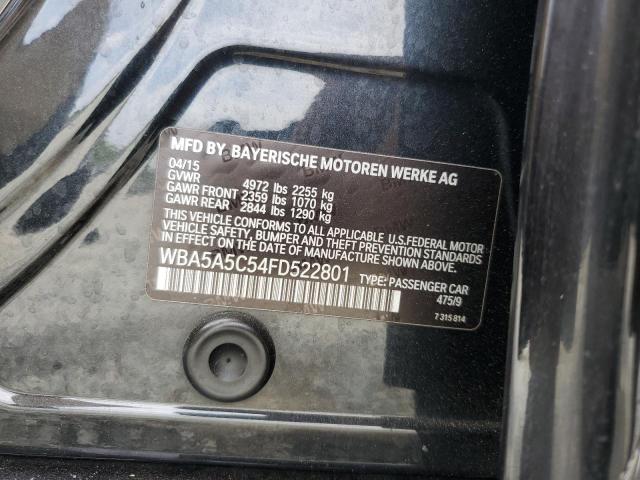 MFD BY BAYERISCHE MOTOREN WERKE AG
04/15
GVWR 4972 lbs 2255 kg
GAWR FRONT 2359 lbs 1070 kg
GAWR REAR 2844 lbs 1290 kg
THIS VEHICLE CONFORMS TO ALL APPLICABLE U.S.FEDERAL MOTOR
VEHICLE SAFETY, BUMPER AND THEFT PREVENTION STANDARDS
IN EFFECT ON THE DATE OF MANUFACTURE SHOWN ABOVE.
WBA5A5C54FD522801
TYPE: PASSENGER CAR
475/9
7 315 814